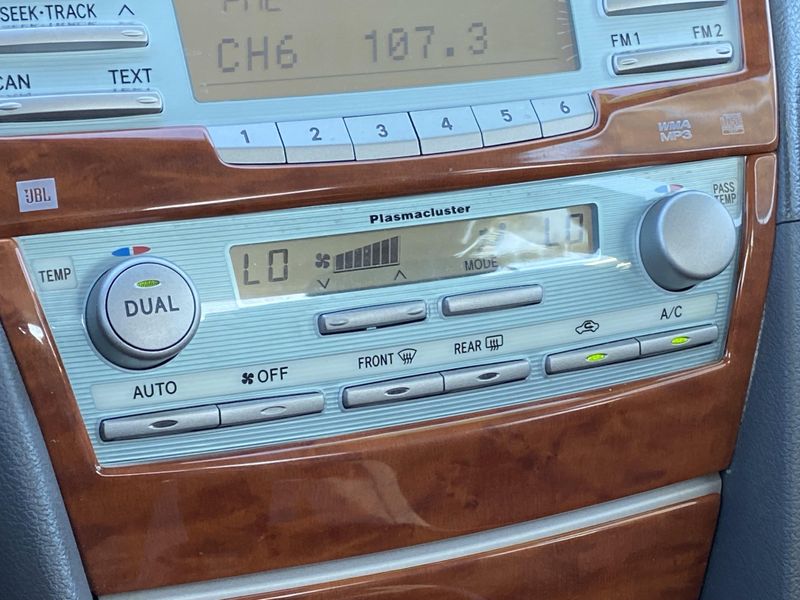 SEEK·TRACK
CH6 107.3
FM1 FM2
TEXT
1 2 3 4 5 6
WMA
MP3
JBL
Plasmacluster
PASS
TEMP
TEMP
DUAL
LO
LO
MODE
AUTO
OFF
FRONT
REAR
A/C